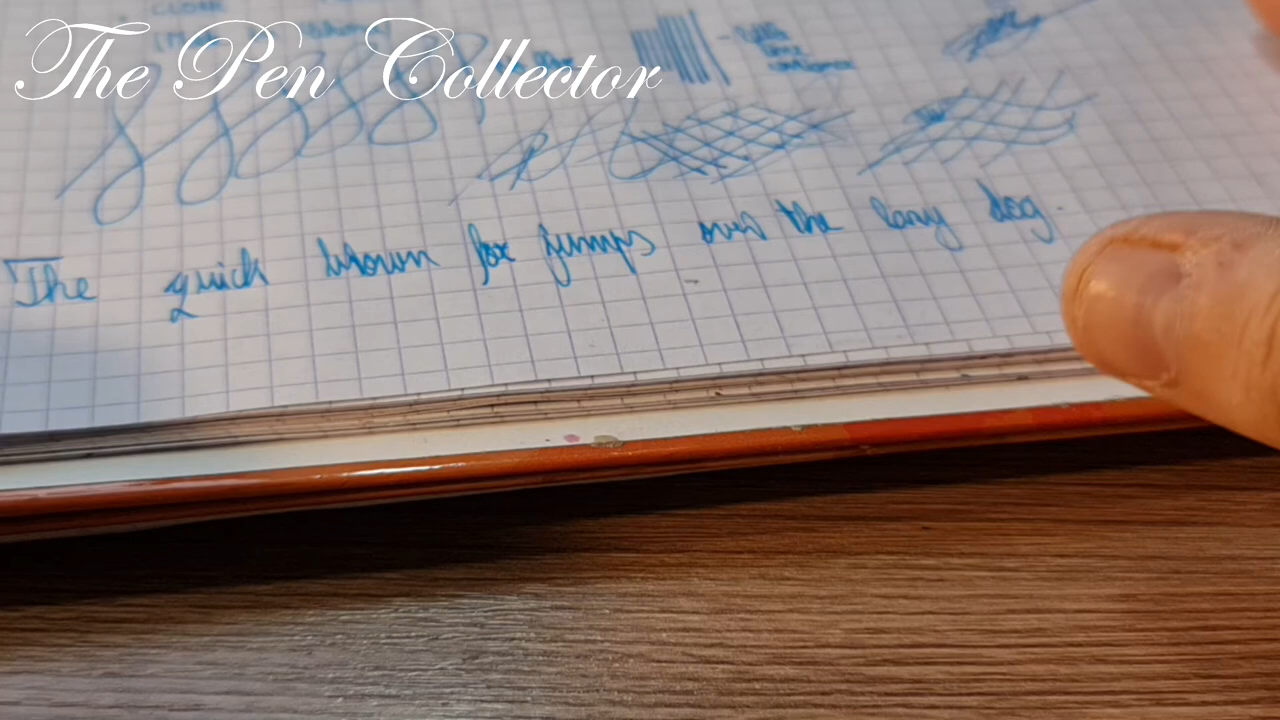 The Pen Collector
The quick brown fox jumps over the lazy dog.